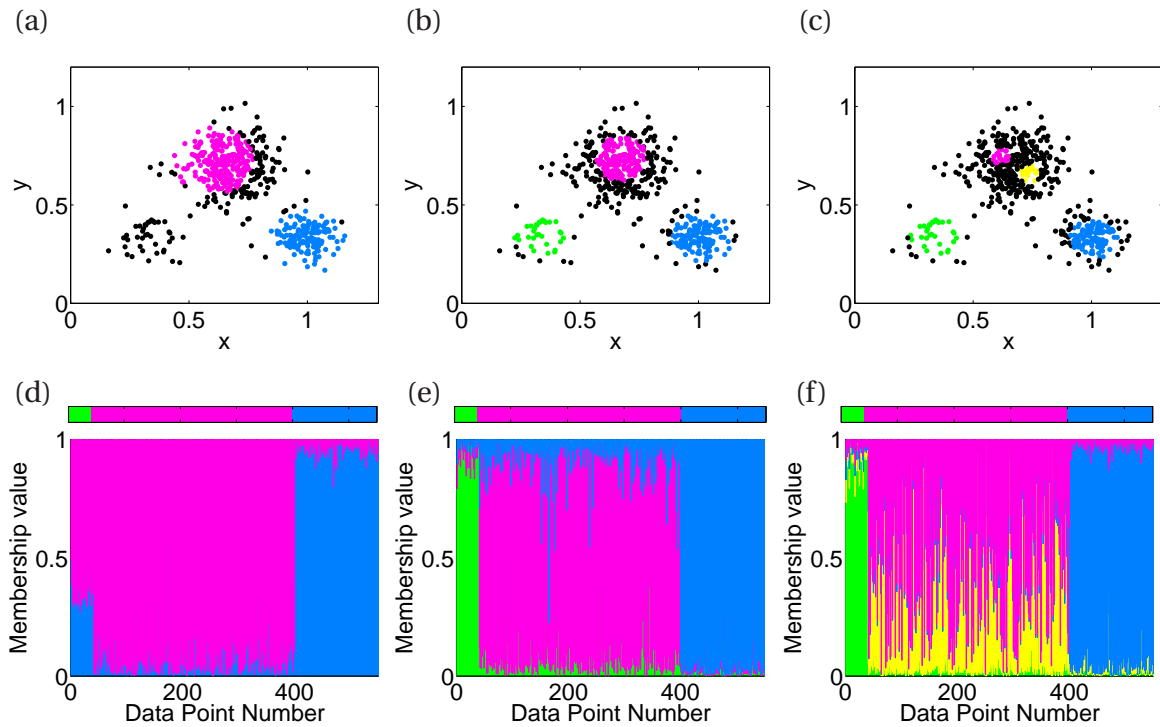 (a) (b) (c)
y y y
1 1 1
0.5 0.5 0.5
0 0 0
0 0.5 1 0 0.5 1 0 0.5 1
x x x
(d) (e) (f)
1 1 1
Membership value Membership value Membership value
0.5 0.5 0.5
0 0 0
0 200 400 0 200 400 0 200 400
Data Point Number Data Point Number Data Point Number